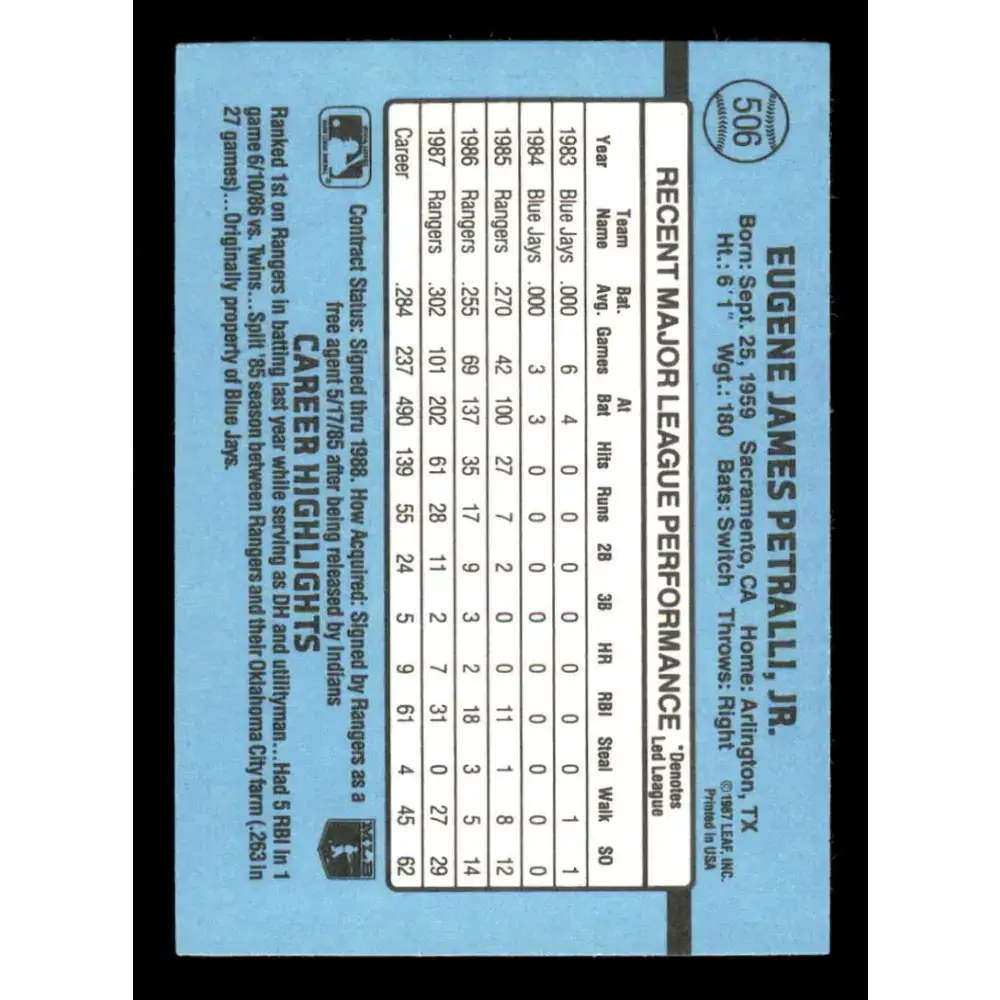 506
EUGENE JAMES PETRALLI, JR.
Born: Sept. 25, 1959 Sacramento, CA Home: Arlington, TX
Ht.: 6'1" Wgt.: 180 Bats: Switch Throws: Right
©1987 LEAF, INC.
Printed in USA
RECENT MAJOR LEAGUE PERFORMANCE
*Denotes
Led League
Year Team Name Bat. Avg. Games At Bat Hits Runs 2B 3B HR RBI Steal Walk SO
1983 Blue Jays .000 6 4 0 0 0 0 0 0 0 1 1
1984 Blue Jays .000 3 3 0 0 0 0 0 0 0 0 0
1985 Rangers .270 42 100 27 7 2 0 0 11 1 8 12
1986 Rangers .255 69 137 35 17 9 3 2 18 3 5 14
1987 Rangers .302 101 202 61 28 11 2 7 31 0 27 29
Career .284 237 490 139 55 24 5 9 61 4 45 62
Contract Status: Signed thru 1988. How Acquired: Signed by Rangers as a
free agent 5/17/85 after being released by Indians
MLB
CAREER HIGHLIGHTS
Ranked 1st on Rangers in batting last year while serving as DH and utilityman...Had 5 RBI in 1
game 6/10/86 vs. Twins...Split '85 season between Rangers and their Oklahoma City farm (.263 in
27 games)...Originally property of Blue Jays.